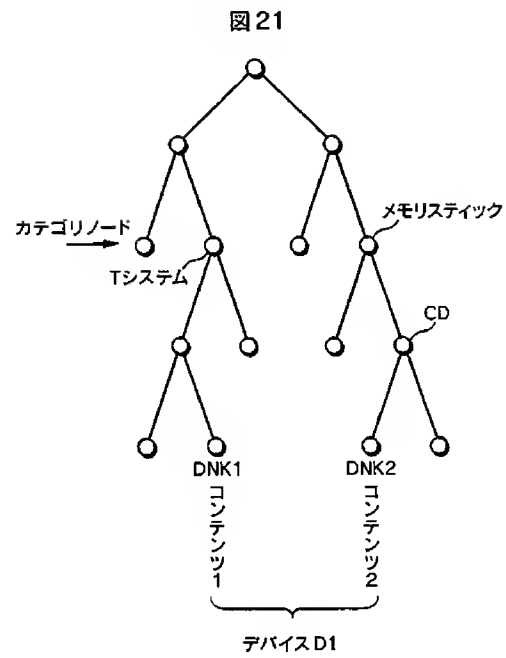 図21
カテゴリノード
メモリスティック
Tシステム
CD
DNK1
DNK2
コンテンツ1
コンテンツ2
デバイスD1